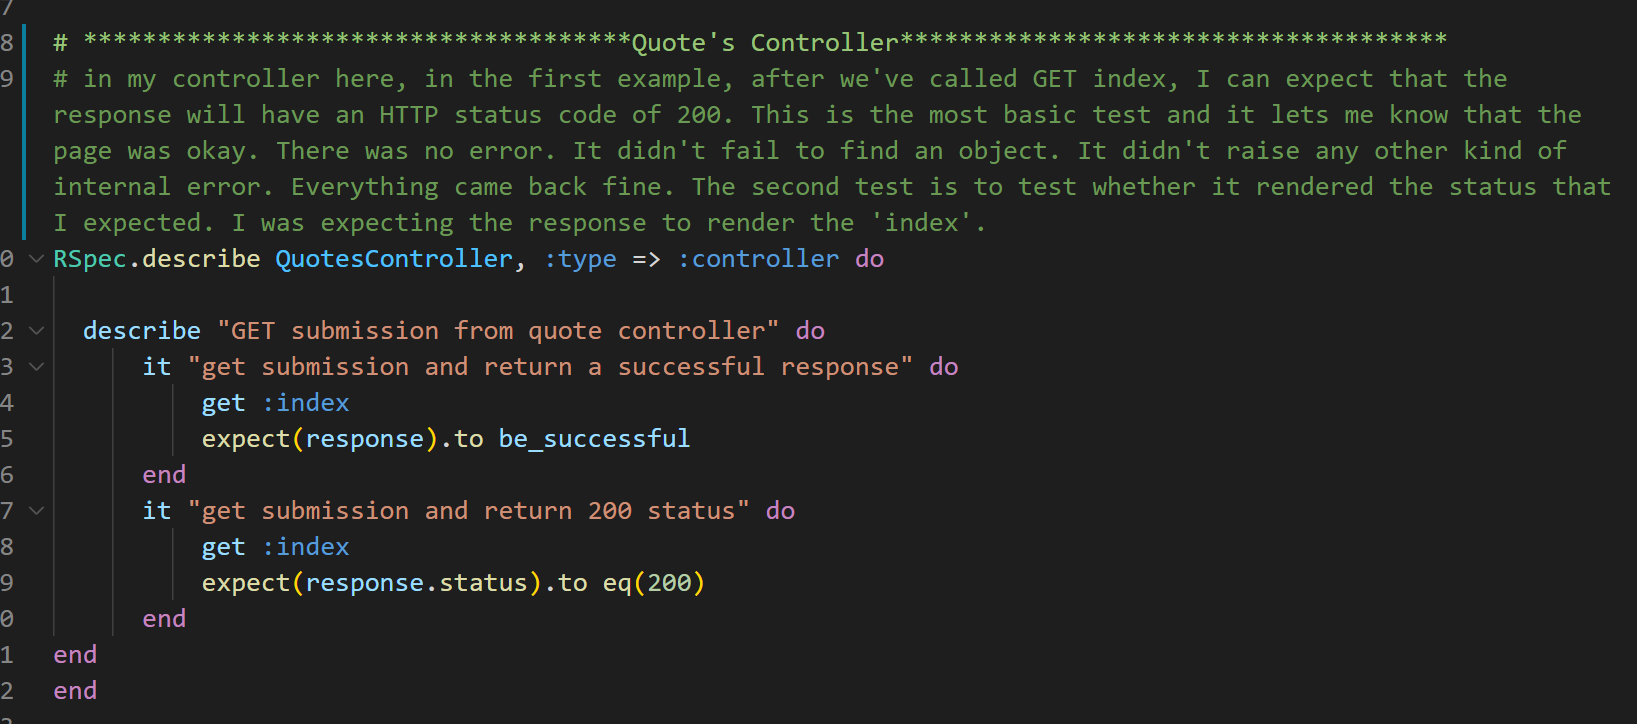 7
8 # *************************************Quote's Controller*************************************
9 # in my controller here, in the first example, after we've called GET index, I can expect that the
response will have an HTTP status code of 200. This is the most basic test and it lets me know that the
page was okay. There was no error. It didn't fail to find an object. It didn't raise any other kind of
internal error. Everything came back fine. The second test is to test whether it rendered the status that
I expected. I was expecting the response to render the 'index'.
0 RSpec.describe QuotesController, :type => :controller do
1
2 describe "GET submission from quote controller" do
3 it "get submission and return a successful response" do
4 get :index
5 expect(response).to be_successful
6 end
7 it "get submission and return 200 status" do
8 get :index
9 expect(response.status).to eq(200)
0 end
1 end
2 end